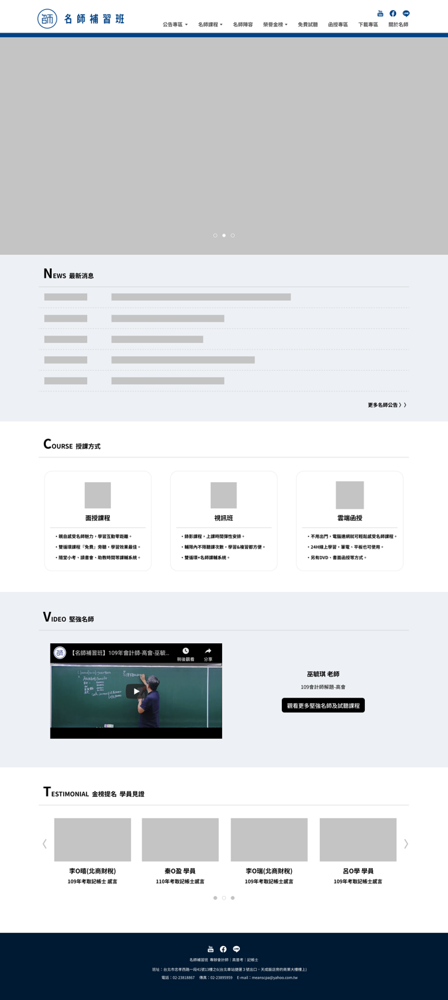 師 名師補習班
公告專區 名師課程 名師陣容 榮譽金榜 免費試聽 函授專區 下載專區 關於名師
NEWS 最新消息
更多名師公告 》》
COURSE 授課方式
面授課程
・親自感受名師魅力，學習互動零距離。
・雙循環課程『免費』旁聽，學習效果最佳。
・隨堂小考、讀書會、助教時間等課輔系統。
視訊班
・錄影課程，上課時間彈性安排。
・輔限內不限聽課次數，學習&複習都方便。
・雙循環+名師課輔系統。
雲端函授
・不用出門，電腦連網就可輕鬆感受名師課程。
・24H線上學習，筆電、平板也可使用。
・另有DVD、書面函授等方式。
VIDEO 堅強名師
師 【名師補習班】109年會計師-高會-巫毓...
稍後觀看 分享
巫毓琪 老師
109會計師解題-高會
觀看更多堅強名師及試聽課程
TESTIMONIAL 金榜提名 學員見證
李O暿(北商財稅)
109年考取記帳士 感言
秦O盈 學員
110年考取記帳士感言
李O瑞(北商財稅)
109年考取記帳士感言
呂O學 學員
109年考取記帳士感言
名師補習班 專辦會計師｜高普考｜記帳士
班址：台北市忠孝西路一段41號13樓之6(台北車站捷運３號出口，天成飯店旁的商業大樓樓上)
電話：02-23818867 傳真：02-23895959 E-mail：meanscpa@yahoo.com.tw